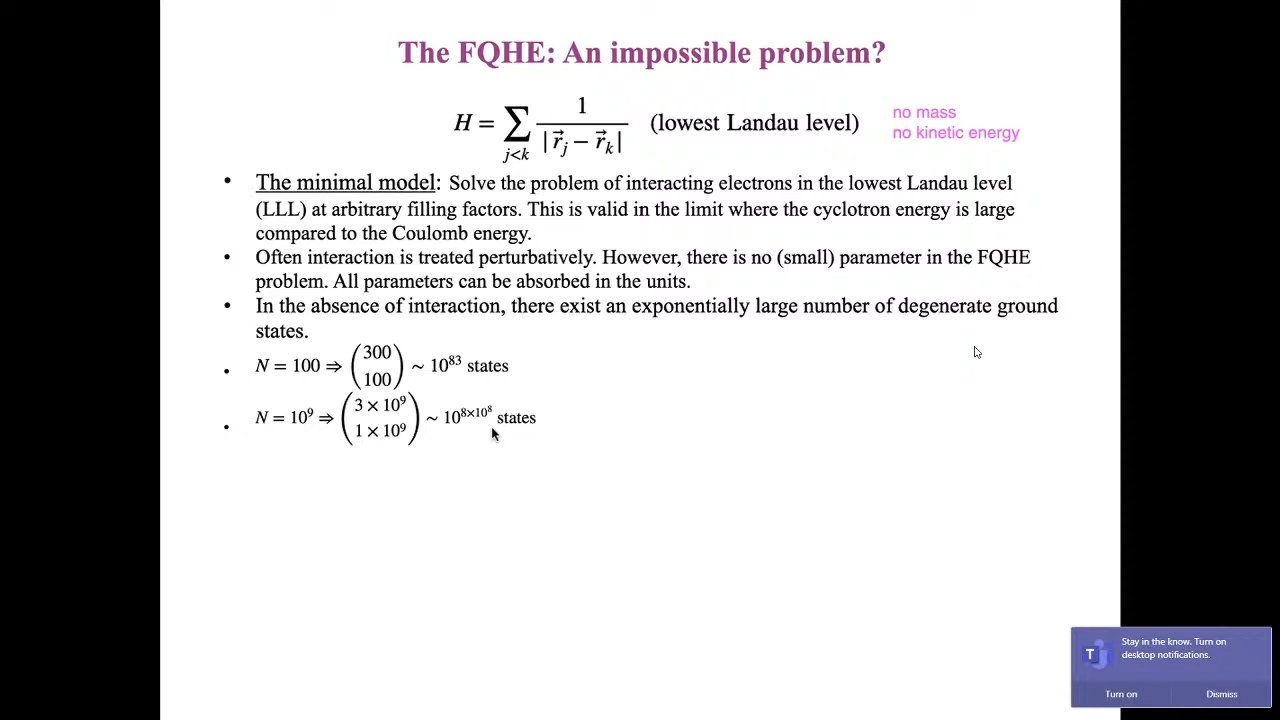 The FQHE: An impossible problem?
H = ∑_{j<k} 1 / |r⃗_j − r⃗_k| (lowest Landau level)
no mass
no kinetic energy
• The minimal model: Solve the problem of interacting electrons in the lowest Landau level
(LLL) at arbitrary filling factors. This is valid in the limit where the cyclotron energy is large
compared to the Coulomb energy.
• Often interaction is treated perturbatively. However, there is no (small) parameter in the FQHE
problem. All parameters can be absorbed in the units.
• In the absence of interaction, there exist an exponentially large number of degenerate ground
states.
• N = 100 ⇒ (300 100) ~ 10^{83} states
• N = 10^9 ⇒ (3 × 10^9 1 × 10^9) ~ 10^{8×10^8} states
T
Stay in the know. Turn on
desktop notifications.
Turn on Dismiss